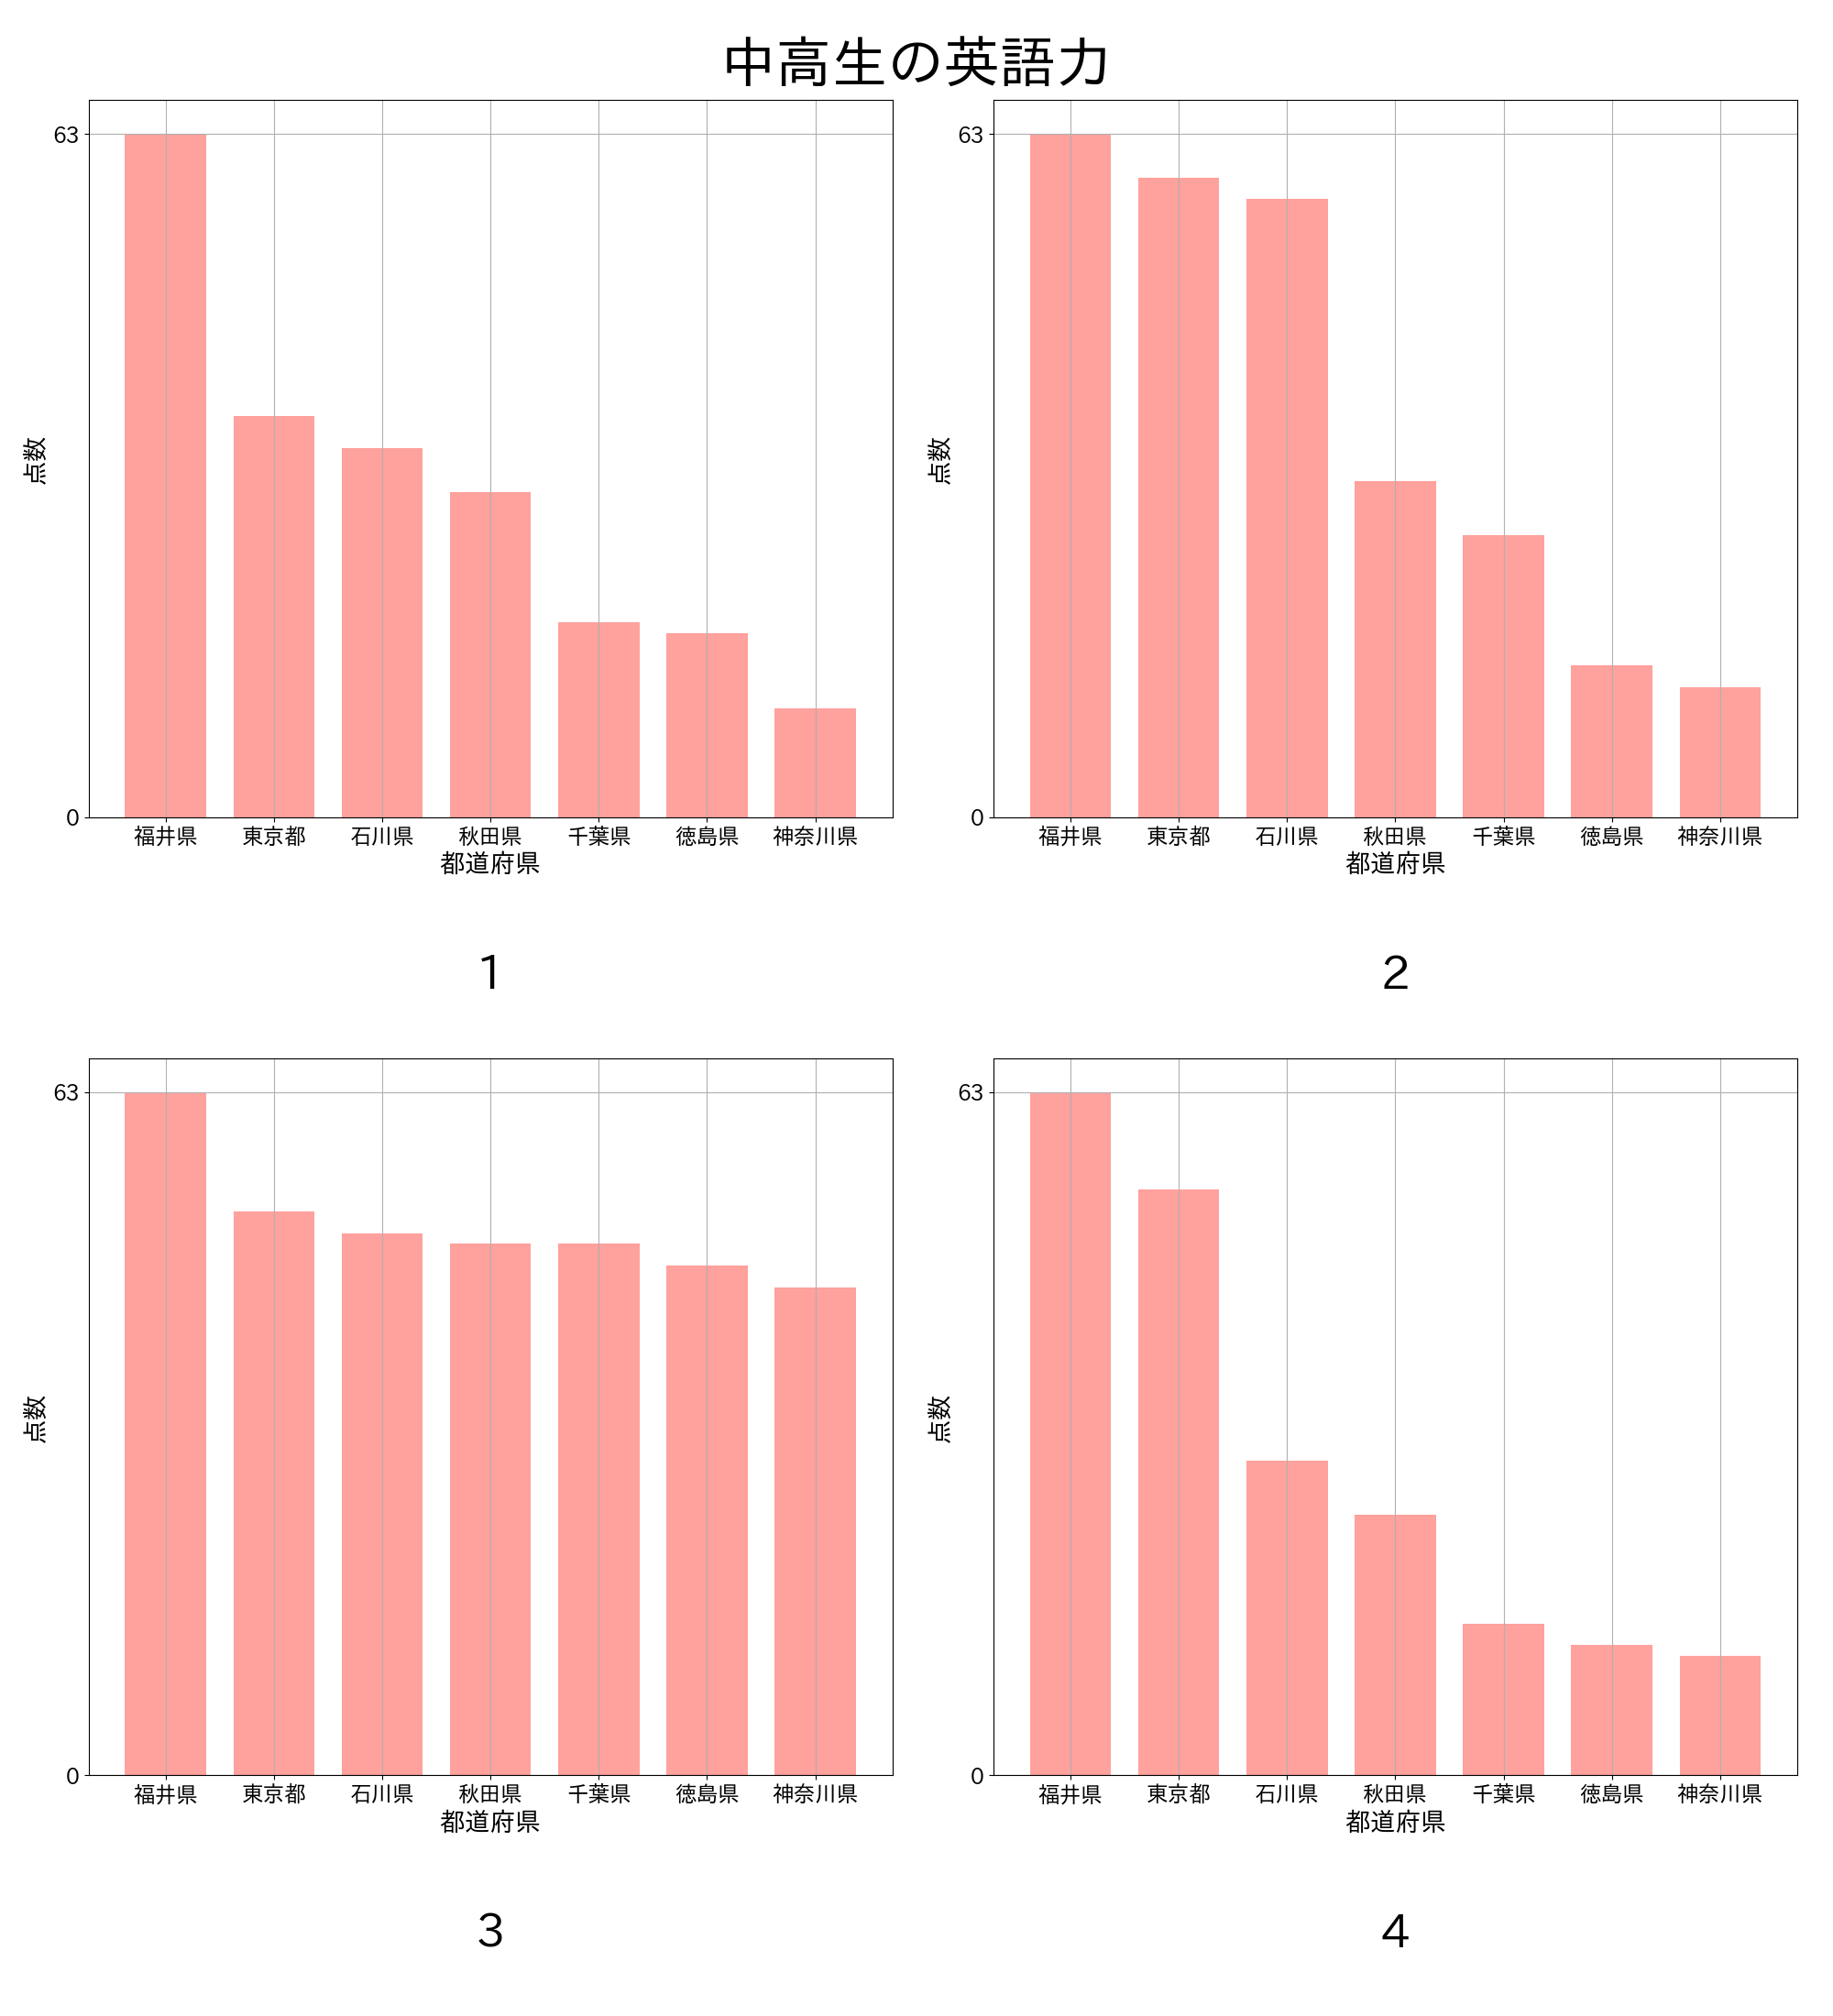 中高生の英語力
63
0
点数
福井県 東京都 石川県 秋田県 千葉県 徳島県 神奈川県
都道府県
1
63
0
点数
福井県 東京都 石川県 秋田県 千葉県 徳島県 神奈川県
都道府県
2
63
0
点数
福井県 東京都 石川県 秋田県 千葉県 徳島県 神奈川県
都道府県
3
63
0
点数
福井県 東京都 石川県 秋田県 千葉県 徳島県 神奈川県
都道府県
4